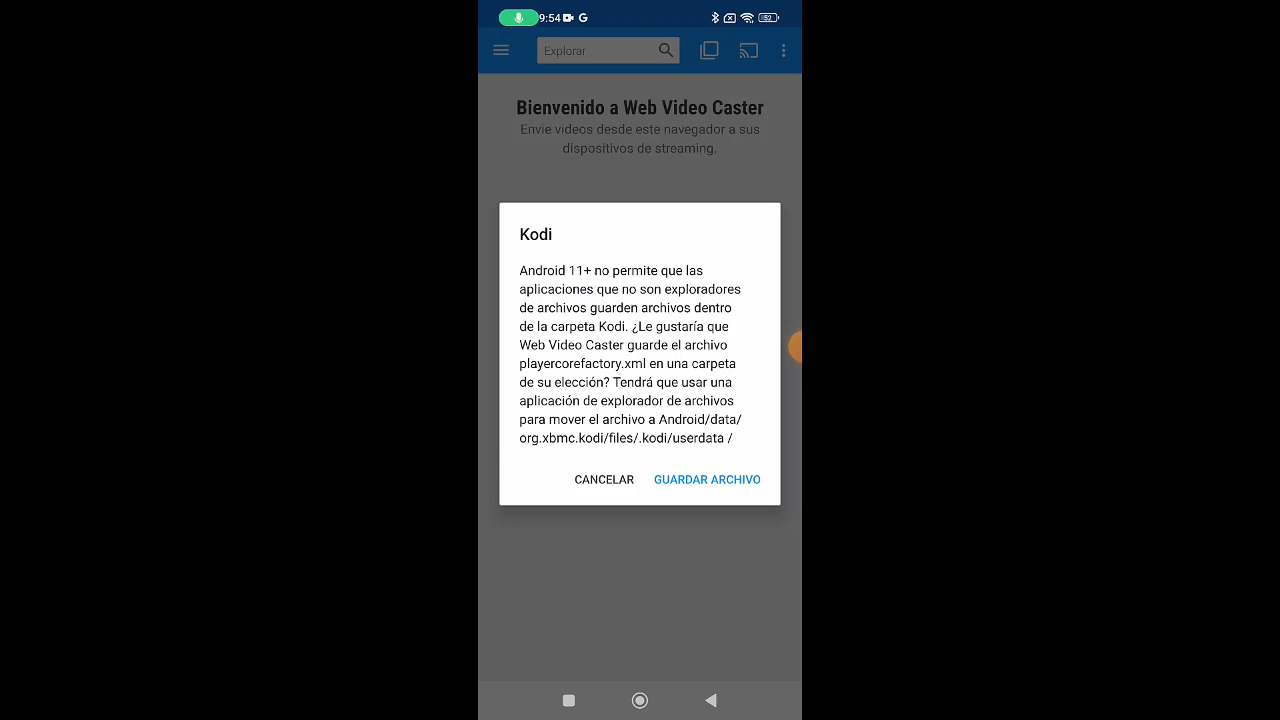 9:54 G 52
Explorar
Bienvenido a Web Video Caster
Envie videos desde este navegador a sus
dispositivos de streaming.
Kodi
Android 11+ no permite que las
aplicaciones que no son exploradores
de archivos guarden archivos dentro
de la carpeta Kodi. ¿Le gustaría que
Web Video Caster guarde el archivo
playercorefactory.xml en una carpeta
de su elección? Tendrá que usar una
aplicación de explorador de archivos
para mover el archivo a Android/data/
org.xbmc.kodi/files/.kodi/userdata /
CANCELAR GUARDAR ARCHIVO